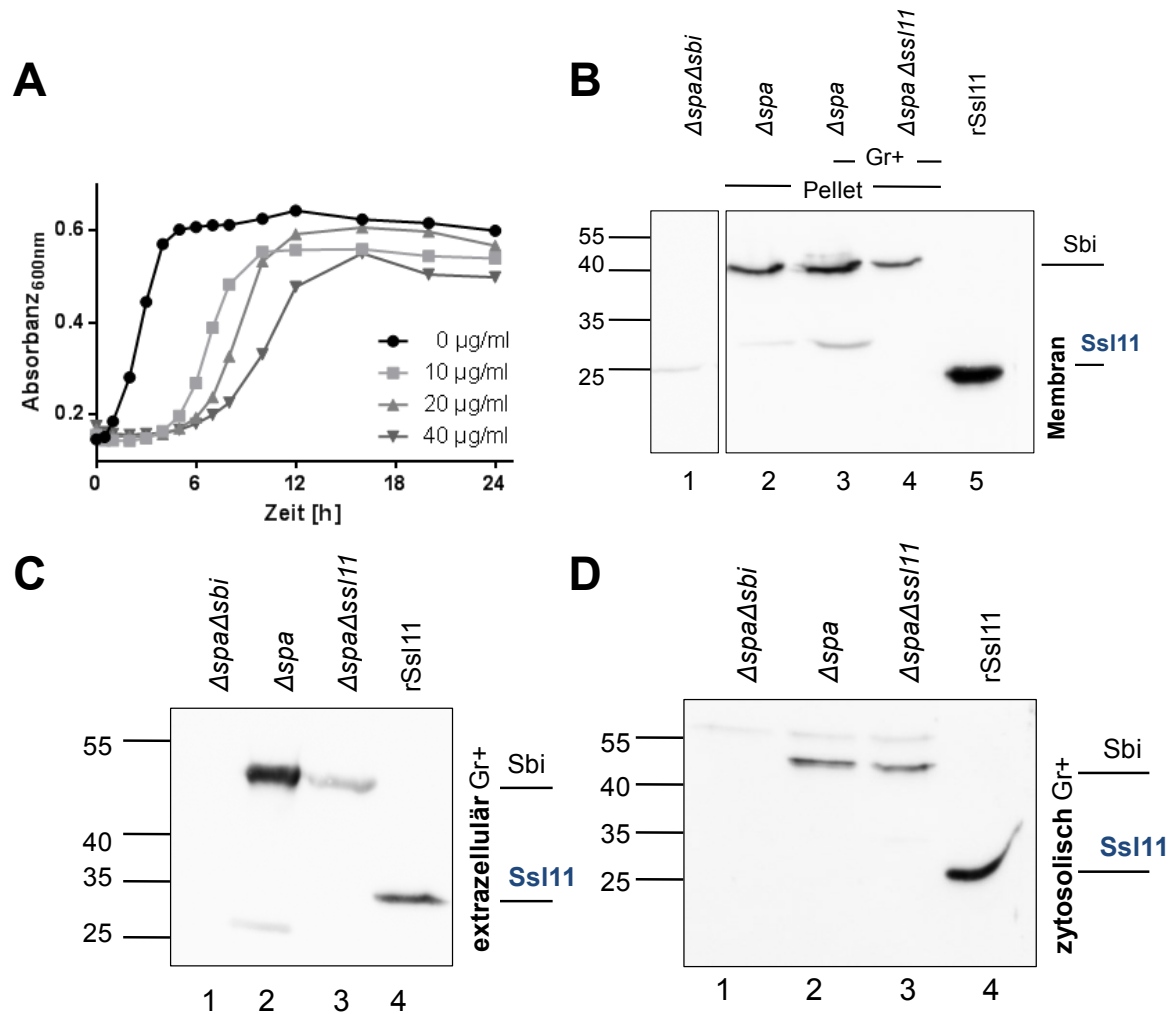 A
Absorbanz600nm
0.6
0.4
0.2
0 µg/ml
10 µg/ml
20 µg/ml
40 µg/ml
0 6 12 18 24
Zeit [h]
B
ΔspaΔsbi
Δspa
Δspa
Δspa Δssl11
rSsl11
Gr+
Pellet
55
40
35
25
Sbi
Ssl11
Membran
1 2 3 4 5
C
ΔspaΔsbi
Δspa
ΔspaΔssl11
rSsl11
55
40
35
25
Sbi
Ssl11
extrazellulär Gr+
1 2 3 4
D
ΔspaΔsbi
Δspa
ΔspaΔssl11
rSsl11
55
40
35
25
Sbi
Ssl11
zytosolisch Gr+
1 2 3 4